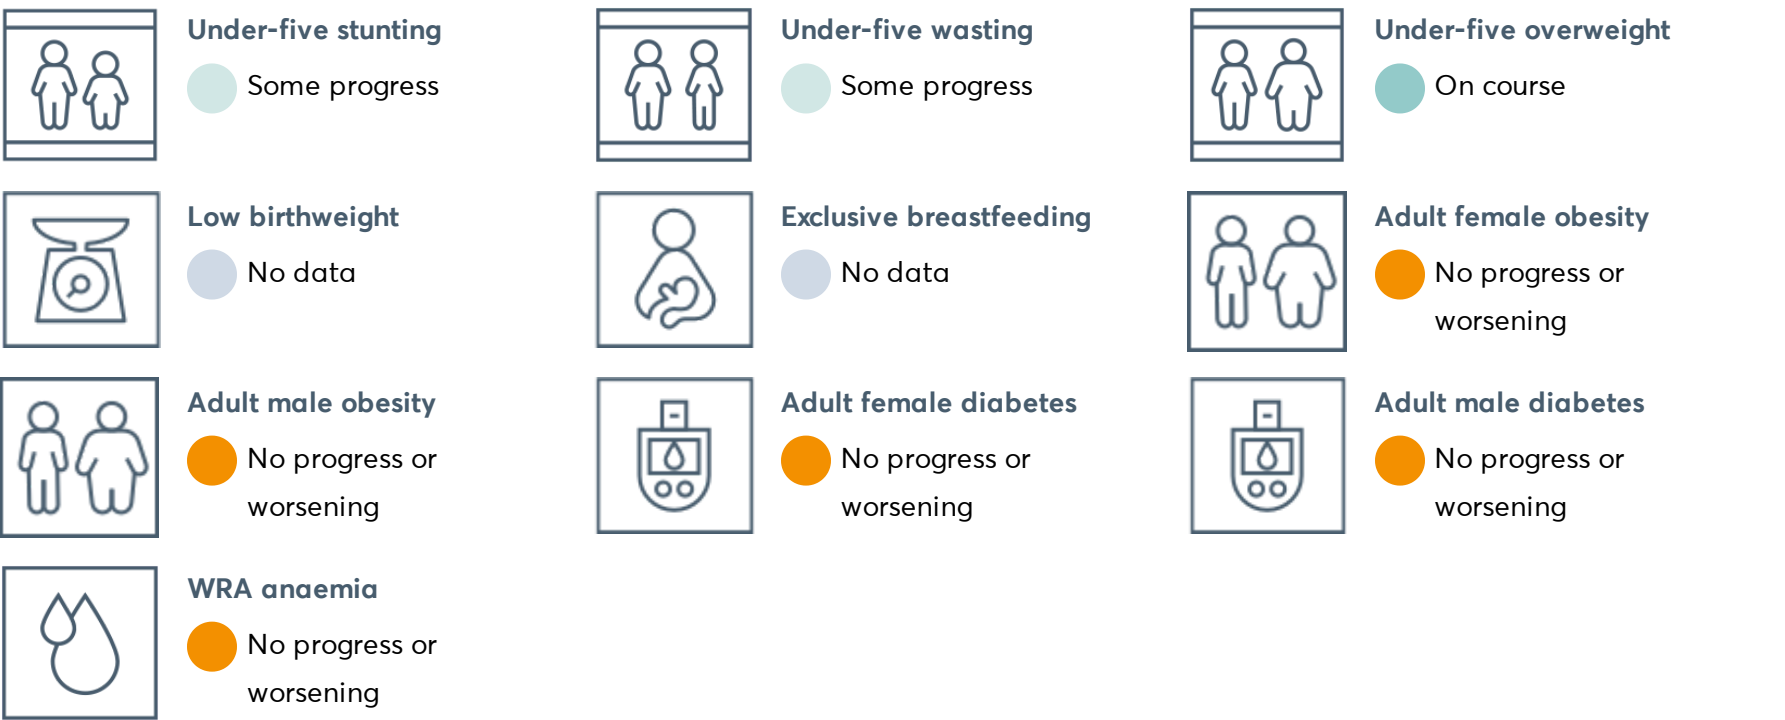 Under-five stunting
Some progress
Under-five wasting
Some progress
Under-five overweight
On course
Low birthweight
No data
Exclusive breastfeeding
No data
Adult female obesity
No progress or
worsening
Adult male obesity
No progress or
worsening
Adult female diabetes
No progress or
worsening
Adult male diabetes
No progress or
worsening
WRA anaemia
No progress or
worsening